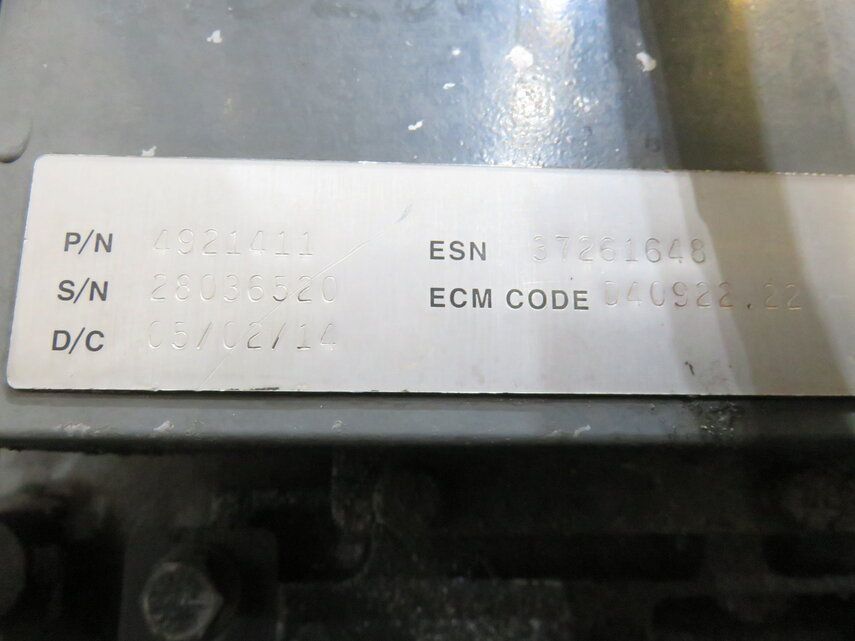 P/N 4921411
S/N 28036520
D/C 05/02/14
ESN 37261648
ECM CODE D40922.22